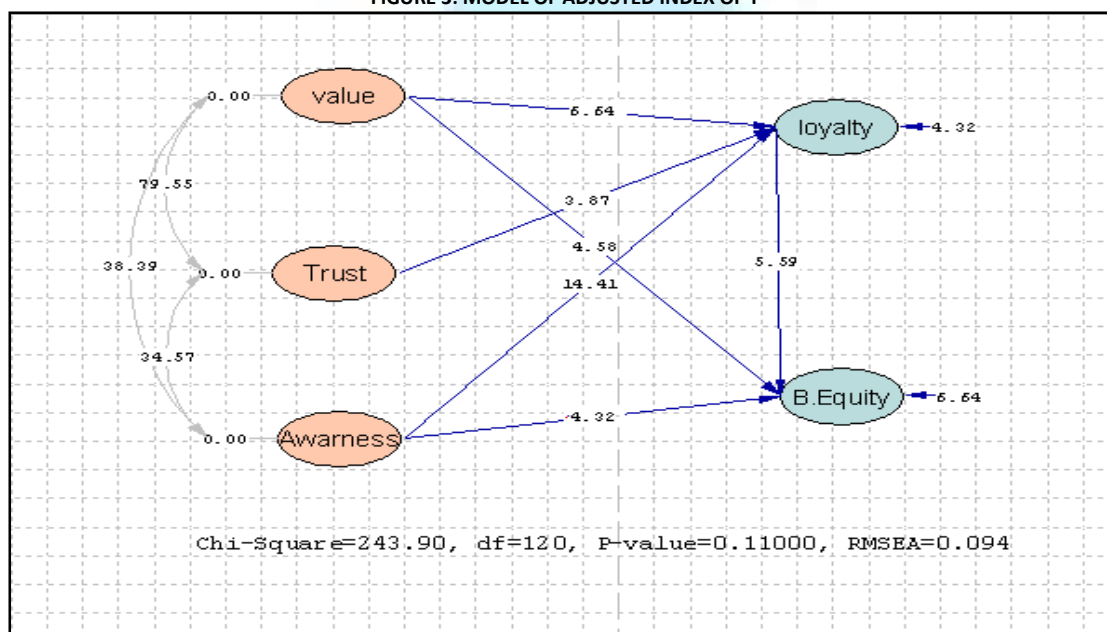 FIGURE 3: MODEL OF ADJUSTED INDEX OF T
0.00
value
6.64
loyalty
4.32
79.55
3.87
4.58
38.39
0.00
Trust
14.41
5.59
34.57
4.32
B.Equity
6.64
0.00
Awarness
Chi-Square=243.90, df=120, P-value=0.11000, RMSEA=0.094